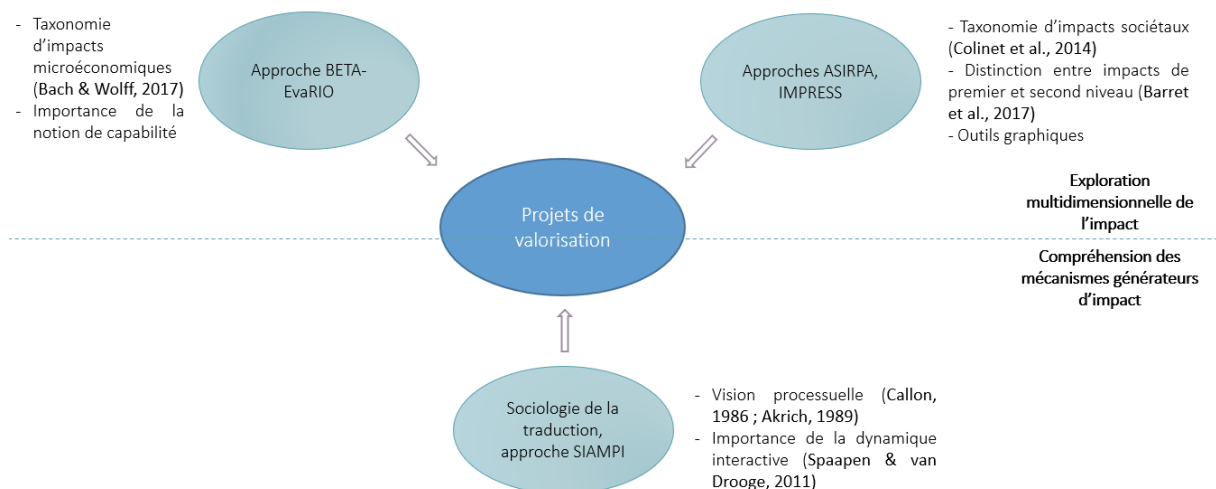 - Taxonomie
d'impacts
microéconomiques
(Bach & Wolff, 2017)
- Importance de la
notion de capabilité
Approche BETA-
EvaRIO
Approches ASIRPA,
IMPRESS
- Taxonomie d'impacts sociétaux
(Colinet et al., 2014)
- Distinction entre impacts de
premier et second niveau (Barret
et al., 2017)
- Outils graphiques
Projets de
valorisation
Exploration
multidimensionnelle de
l'impact
Compréhension des
mécanismes générateurs
d'impact
Sociologie de la
traduction,
approche SIAMPI
- Vision processuelle (Callon,
1986 ; Akrich, 1989)
- Importance de la dynamique
interactive (Spaapen & van
Drooge, 2011)